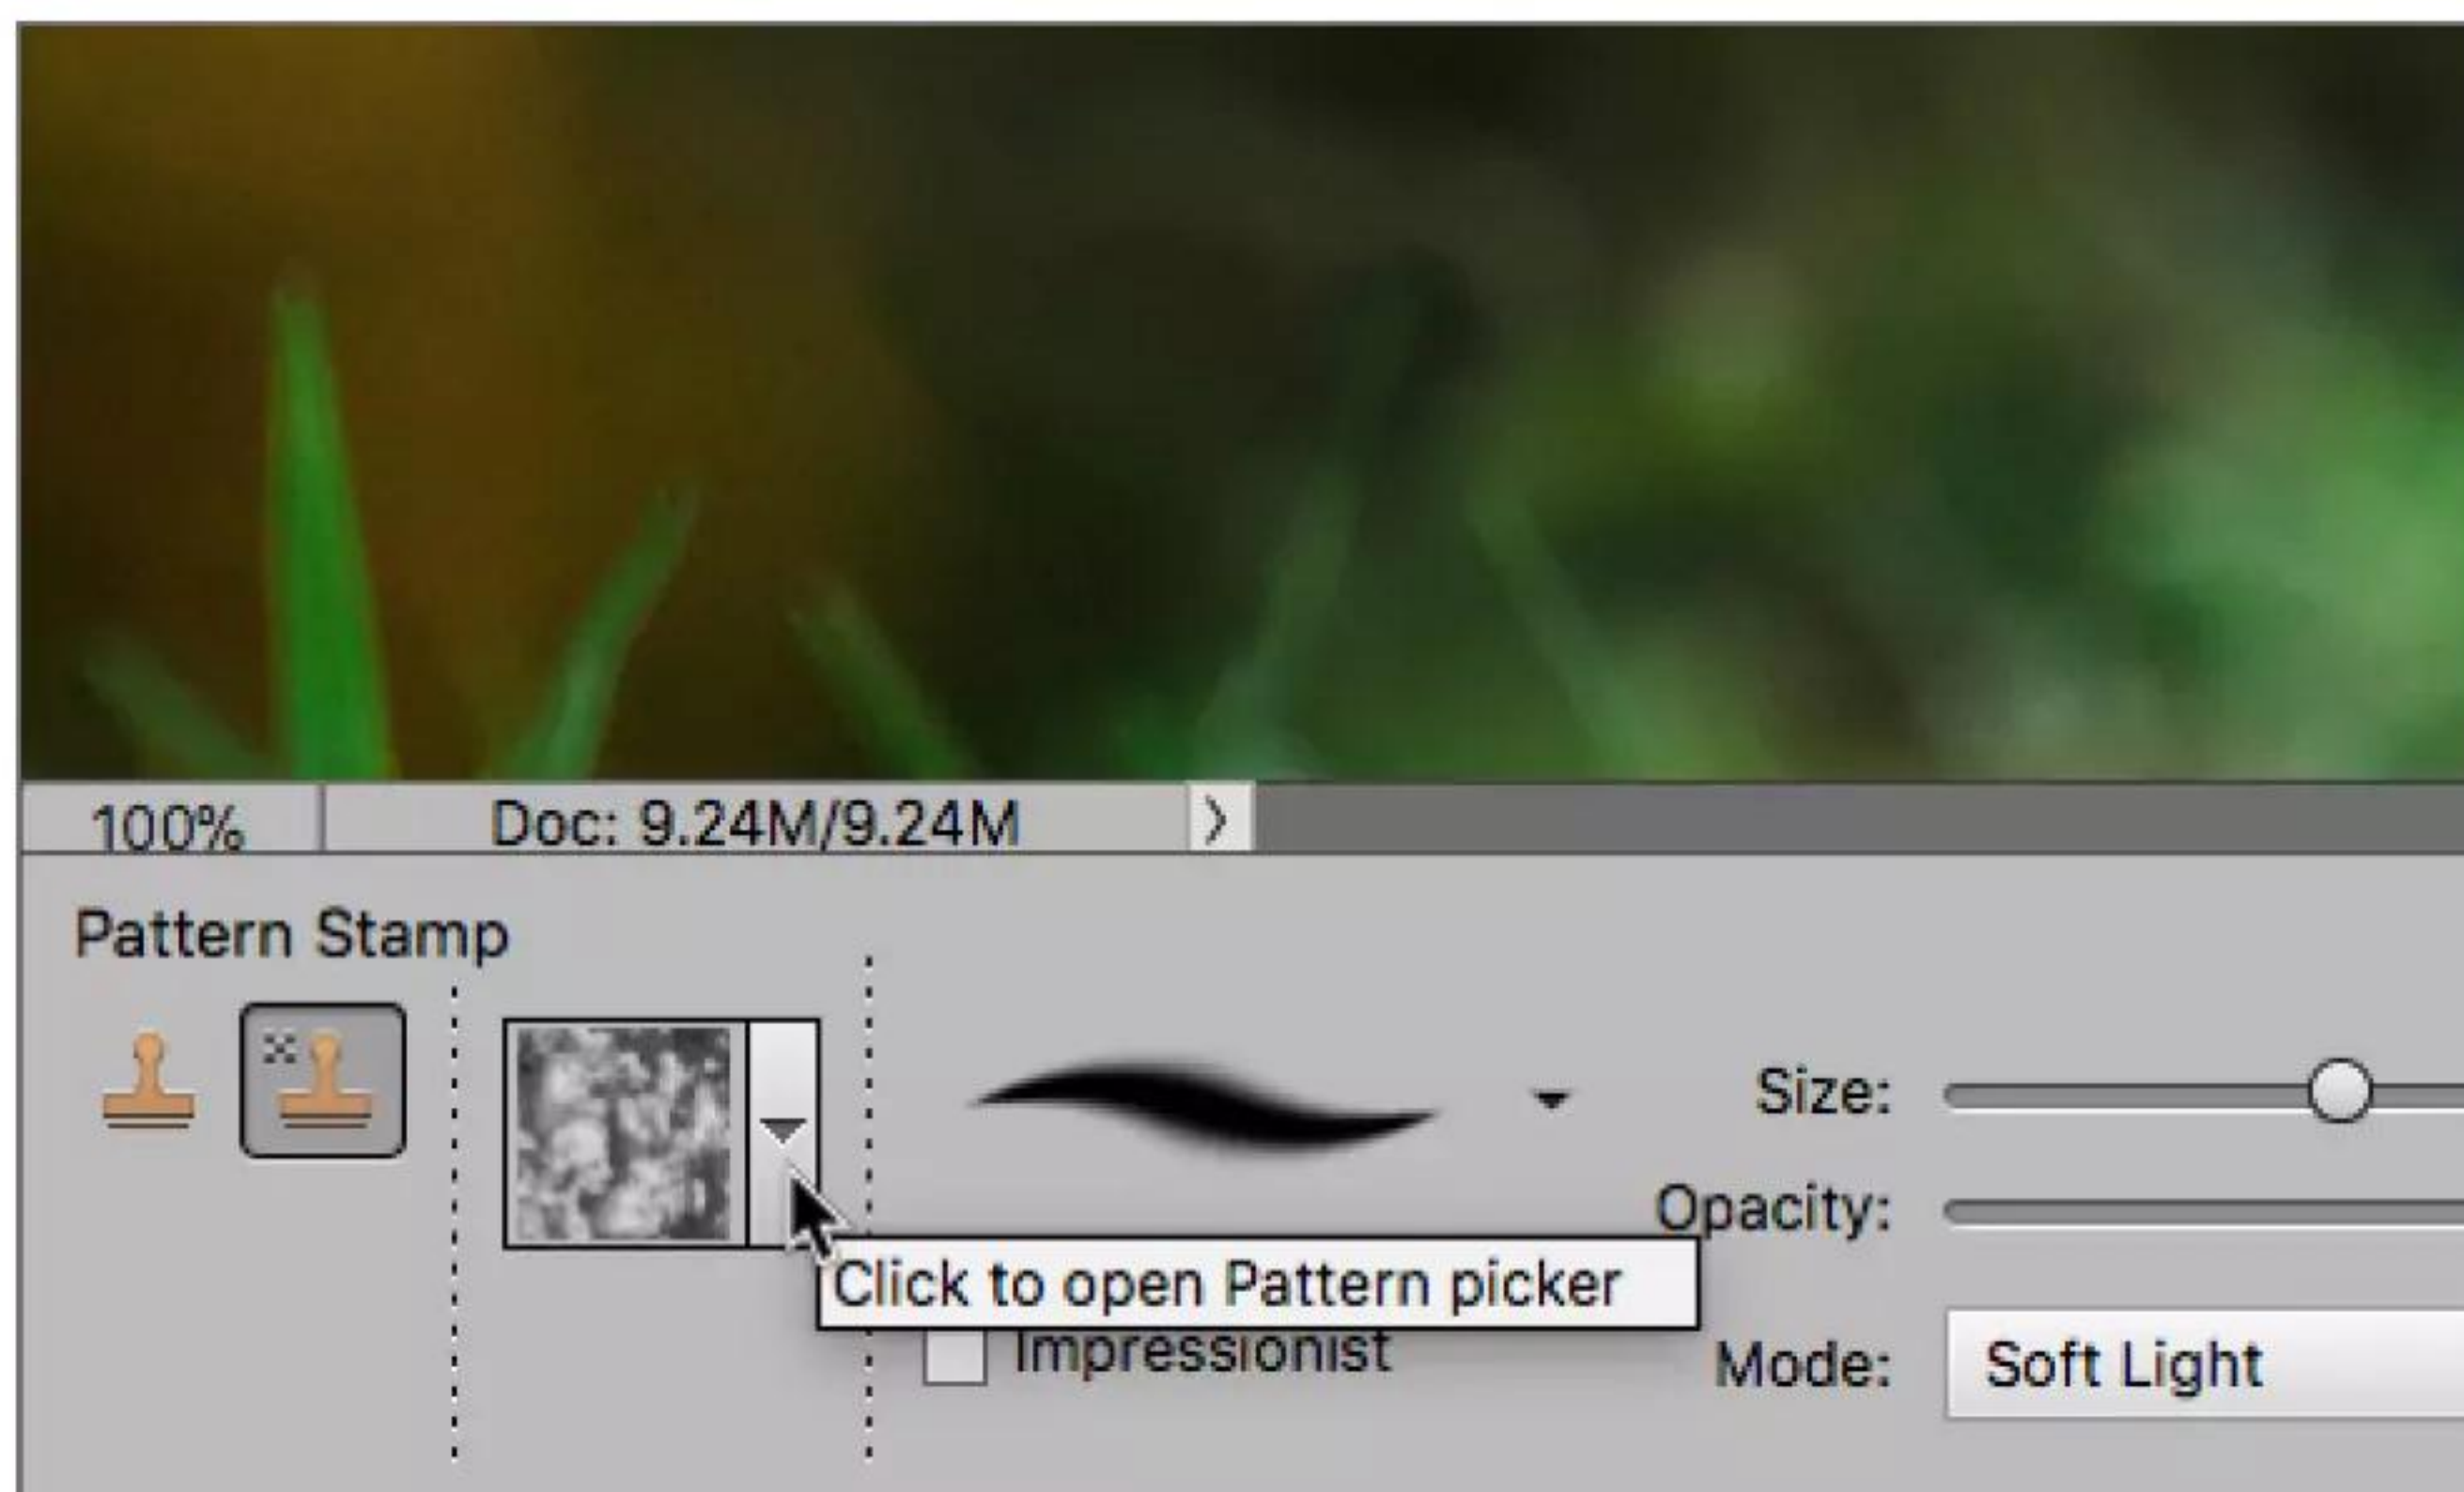 100%
Doc: 9.24M/9.24M
Pattern Stamp
Size:
Opacity:
Click to open Pattern picker
Impressionist
Mode:
Soft Light